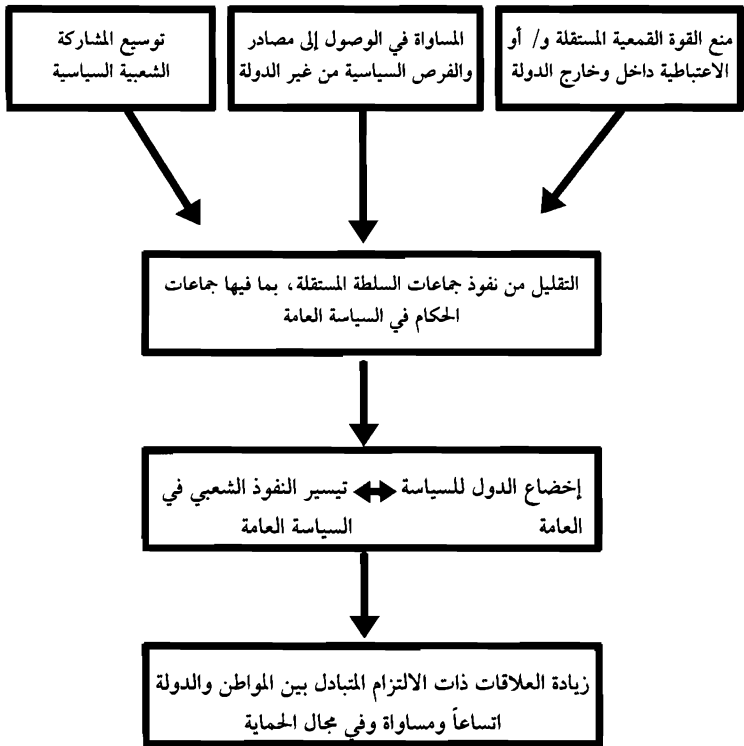 منع القوة القمعية المستقلة و/ أو
الاعتباطية داخل وخارج الدولة
المساواة في الوصول إلى مصادر
والفرص السياسية من غير الدولة
توسيع المشاركة
الشعبية السياسية
التقليل من نفوذ جماعات السلطة المستقلة، بما فيها جماعات
الحكام في السياسة العامة
إخضاع الدول للسياسة
العامة
تيسير النفوذ الشعبي في
السياسة العامة
زيادة العلاقات ذات الالتزام المتبادل بين المواطن والدولة
اتساعاً ومساواة وفي مجال الحماية